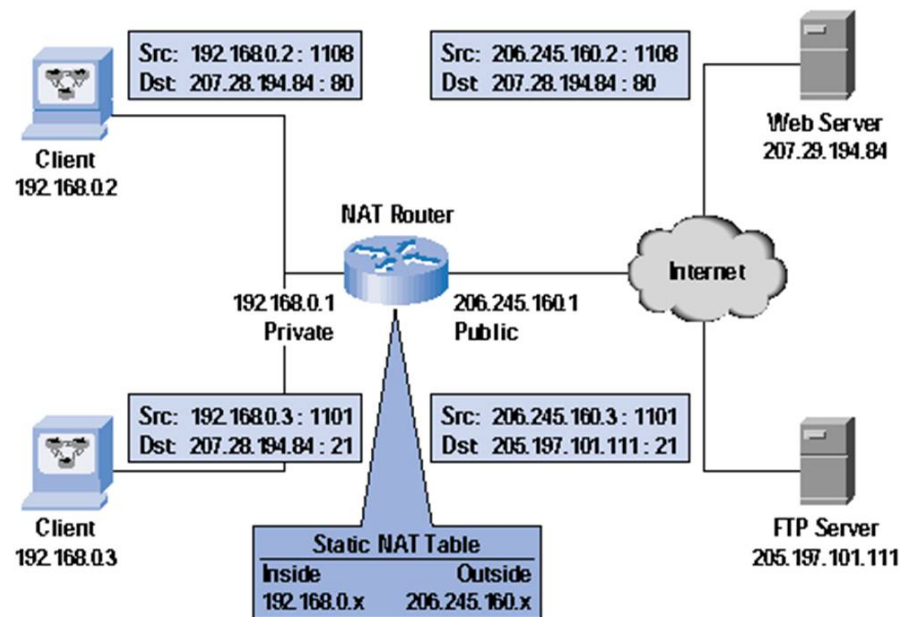 Src: 192.168.0.2 : 1108
Dst: 207.28.194.84 : 80
Src: 206.245.160.2 : 1108
Dst: 207.28.194.84 : 80
Client
192.168.0.2
Web Server
207.29.194.84
NAT Router
Internet
192.168.0.1
Private
206.245.160.1
Public
Src: 192.168.0.3 : 1101
Dst: 207.28.194.84 : 21
Src: 206.245.160.3 : 1101
Dst: 205.197.101.111 : 21
Client
192.168.0.3
FTP Server
205.197.101.111
Static NAT Table
Inside Outside
192.168.0.x 206.245.160.x